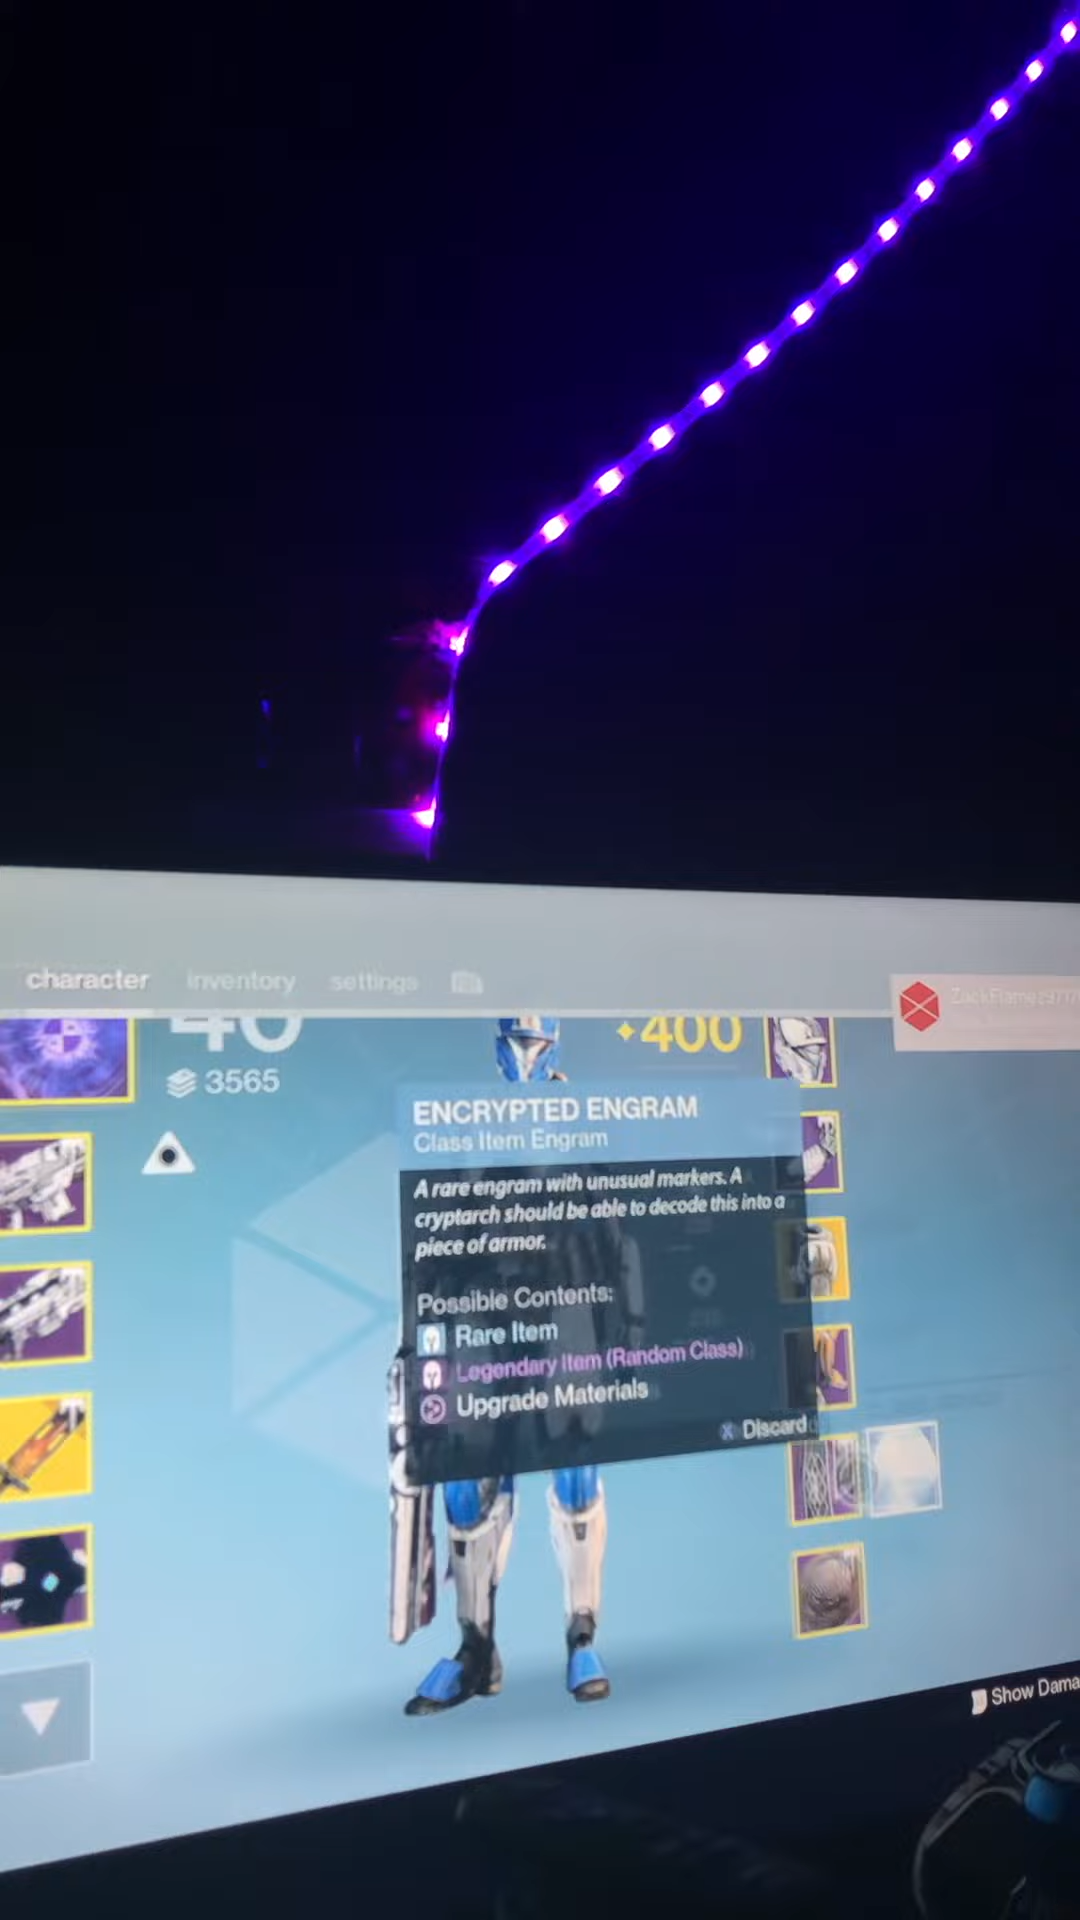 character inventory settings
40
400
3565
ENCRYPTED ENGRAM
Class Item Engram
A rare engram with unusual markers. A
cryptarch should be able to decode this into a
piece of armor.
Possible Contents:
Rare Item
Legendary Item (Random Class)
Upgrade Materials
X Discard
Show Dama